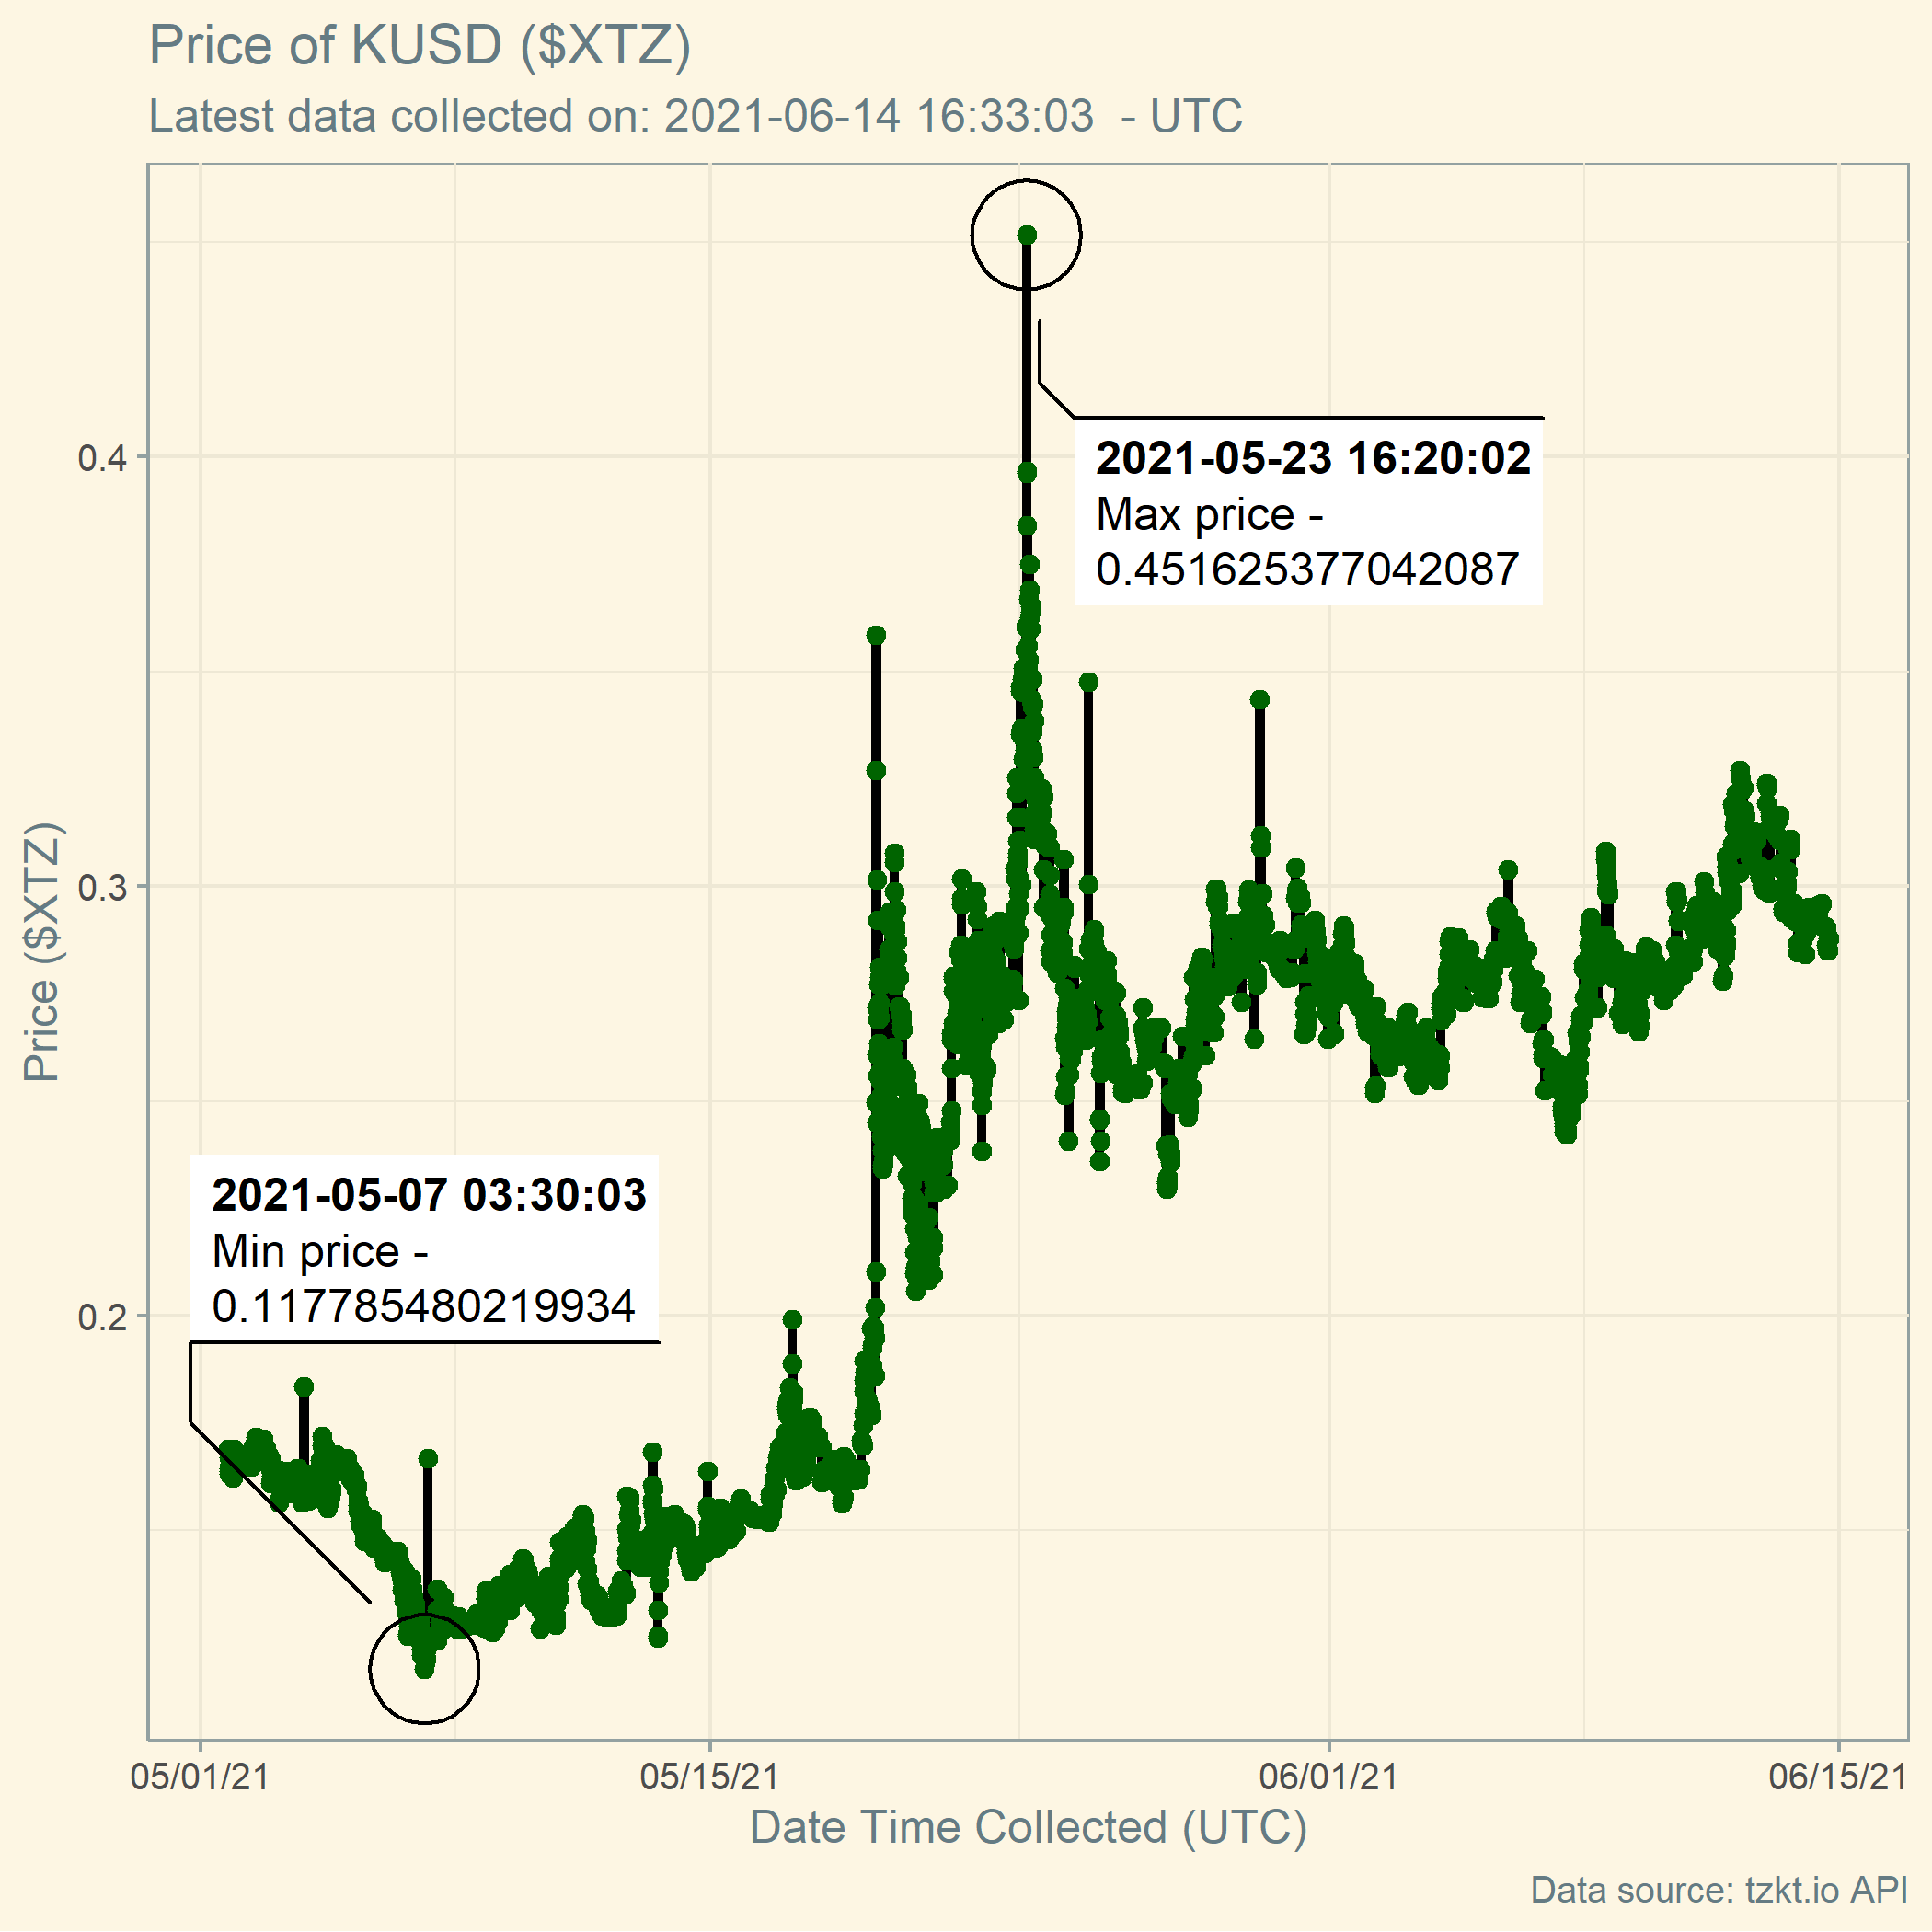 Price of KUSD ($XTZ)
Latest data collected on: 2021-06-14 16:33:03  - UTC
2021-05-23 16:20:02
Max price -
0.451625377042087
2021-05-07 03:30:03
Min price -
0.117785480219934
0.4
0.3
0.2
Price ($XTZ)
05/01/21
05/15/21
06/01/21
06/15/21
Date Time Collected (UTC)
Data source: tzkt.io API